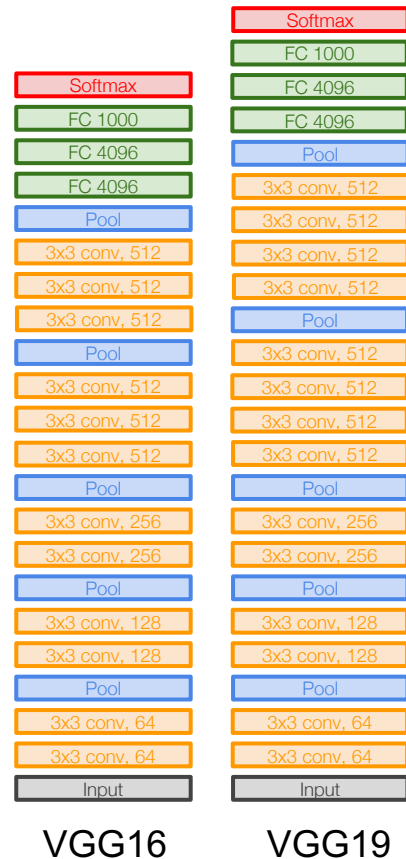 Softmax
FC 1000
FC 4096
FC 4096
Pool
3x3 conv, 512
3x3 conv, 512
3x3 conv, 512
Pool
3x3 conv, 512
3x3 conv, 512
3x3 conv, 512
Pool
3x3 conv, 256
3x3 conv, 256
Pool
3x3 conv, 128
3x3 conv, 128
Pool
3x3 conv, 64
3x3 conv, 64
Input
VGG16
Softmax
FC 1000
FC 4096
FC 4096
Pool
3x3 conv, 512
3x3 conv, 512
3x3 conv, 512
3x3 conv, 512
Pool
3x3 conv, 512
3x3 conv, 512
3x3 conv, 512
3x3 conv, 512
Pool
3x3 conv, 256
3x3 conv, 256
Pool
3x3 conv, 128
3x3 conv, 128
Pool
3x3 conv, 64
3x3 conv, 64
Input
VGG19